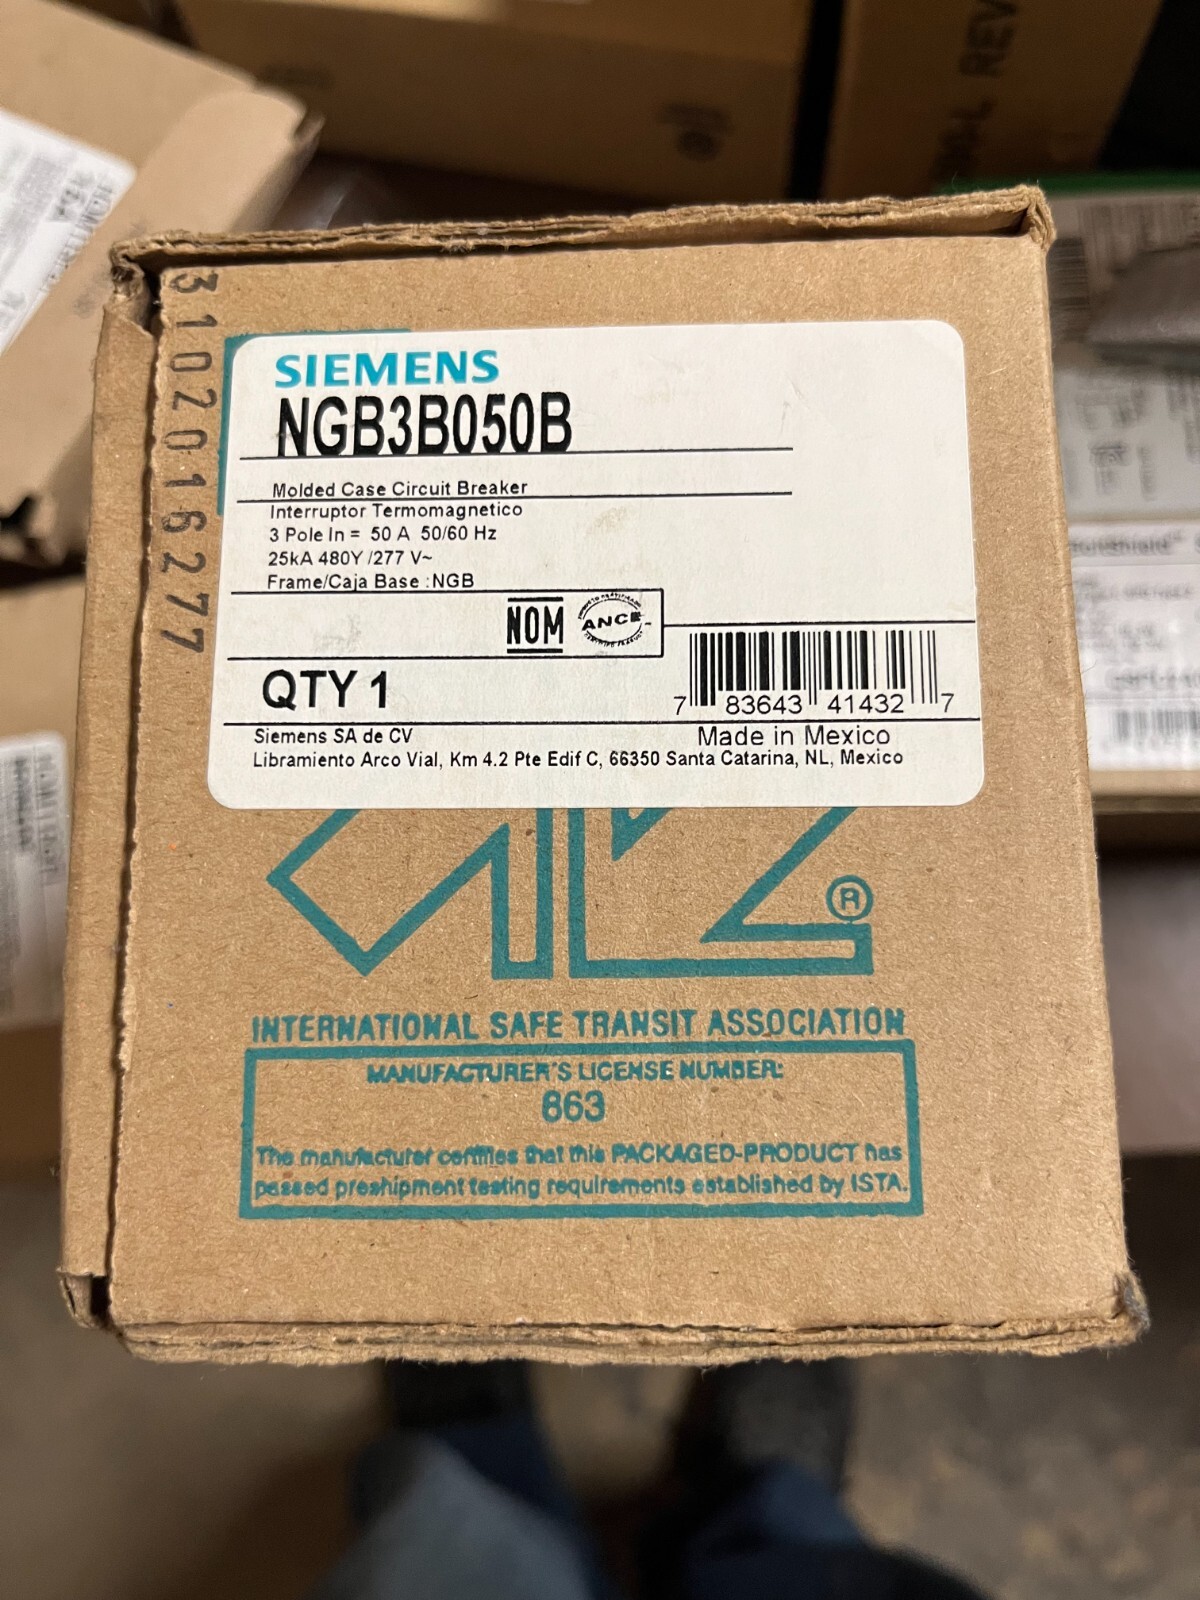 3102016277
SIEMENS
NGB3B050B
Molded Case Circuit Breaker
Interruptor Termomagnetico
3 Pole In = 50 A 50/60 Hz
25kA 480Y /277 V~
Frame/Caja Base :NGB
NOM ANCE
QTY 1
7 83643 41432 7
Siemens SA de CV
Made in Mexico
Libramiento Arco Vial, Km 4.2 Pte Edif C, 66350 Santa Catarina, NL, Mexico
®
INTERNATIONAL SAFE TRANSIT ASSOCIATION
MANUFACTURER'S LICENSE NUMBER:
863
The manufacturer certifies that this PACKAGED-PRODUCT has
passed preshipment testing requirements established by ISTA.